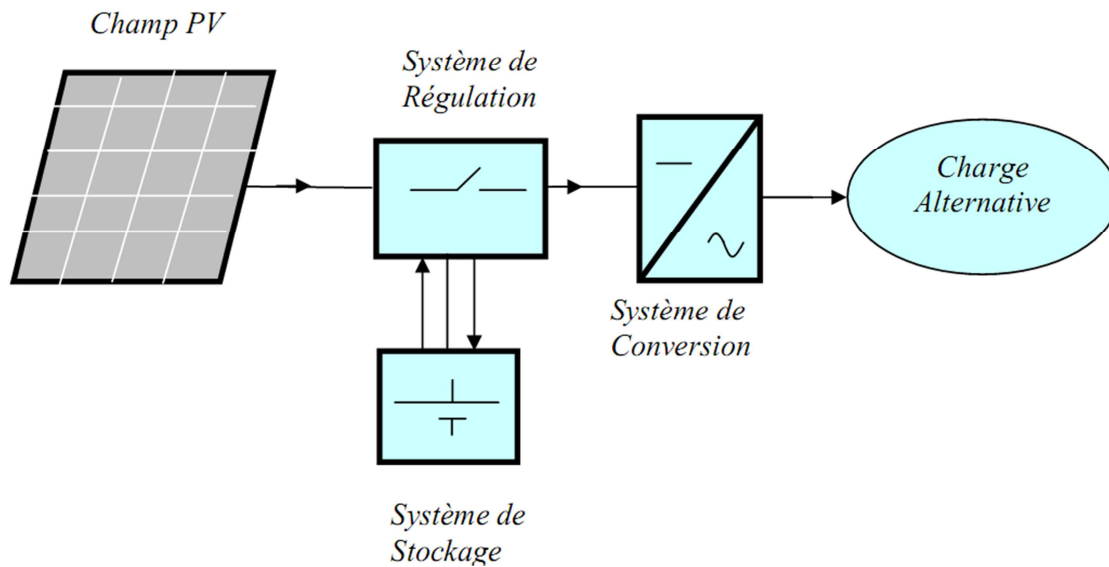 Champ PV
Système de
Régulation
Charge
Alternative
Système de
Conversion
Système de
Stockage